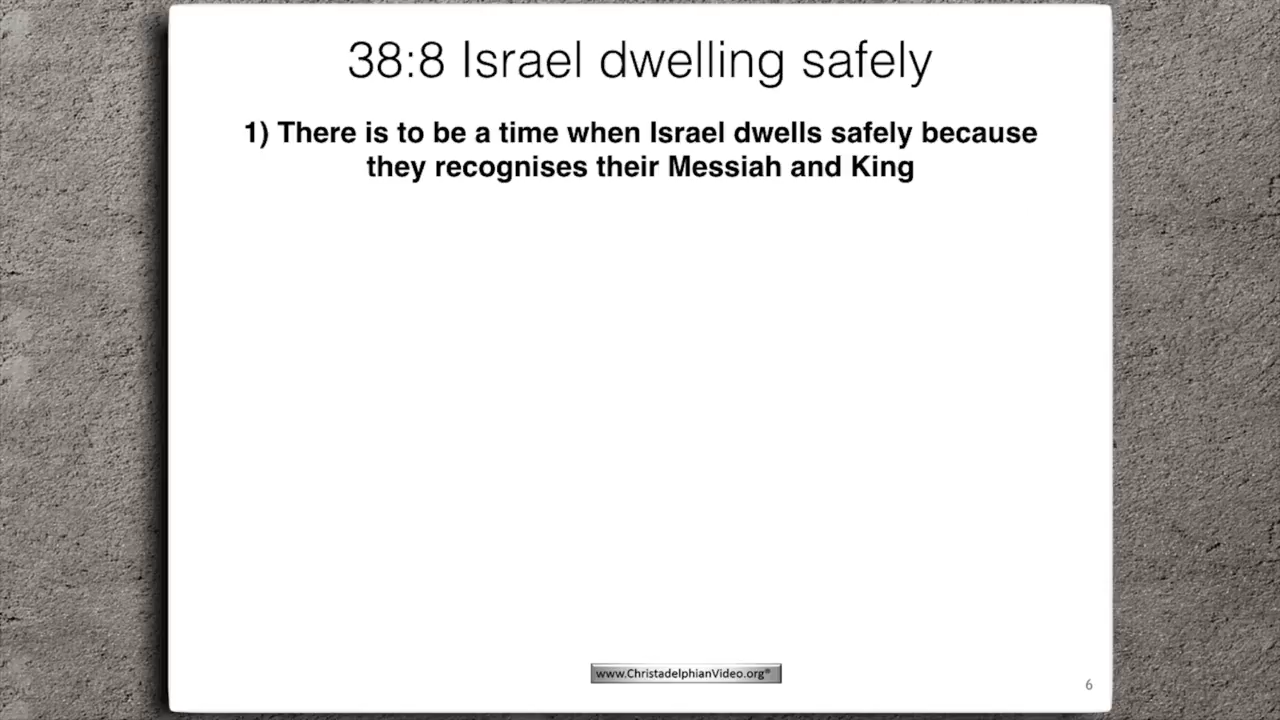 38:8 Israel dwelling safely
1) There is to be a time when Israel dwells safely because
they recognises their Messiah and King
www.ChristadelphianVideo.org®
6